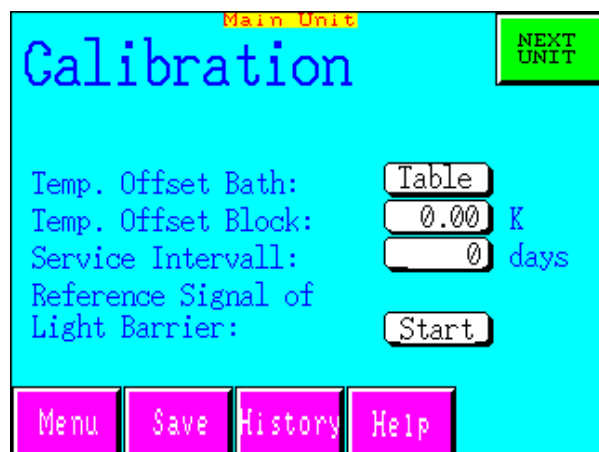 Main Unit
Calibration
NEXT
UNIT
Temp. Offset Bath: Table
Temp. Offset Block: 0.00 K
Service Intervall: 0 days
Reference Signal of
Light Barrier: Start
Menu Save History Help